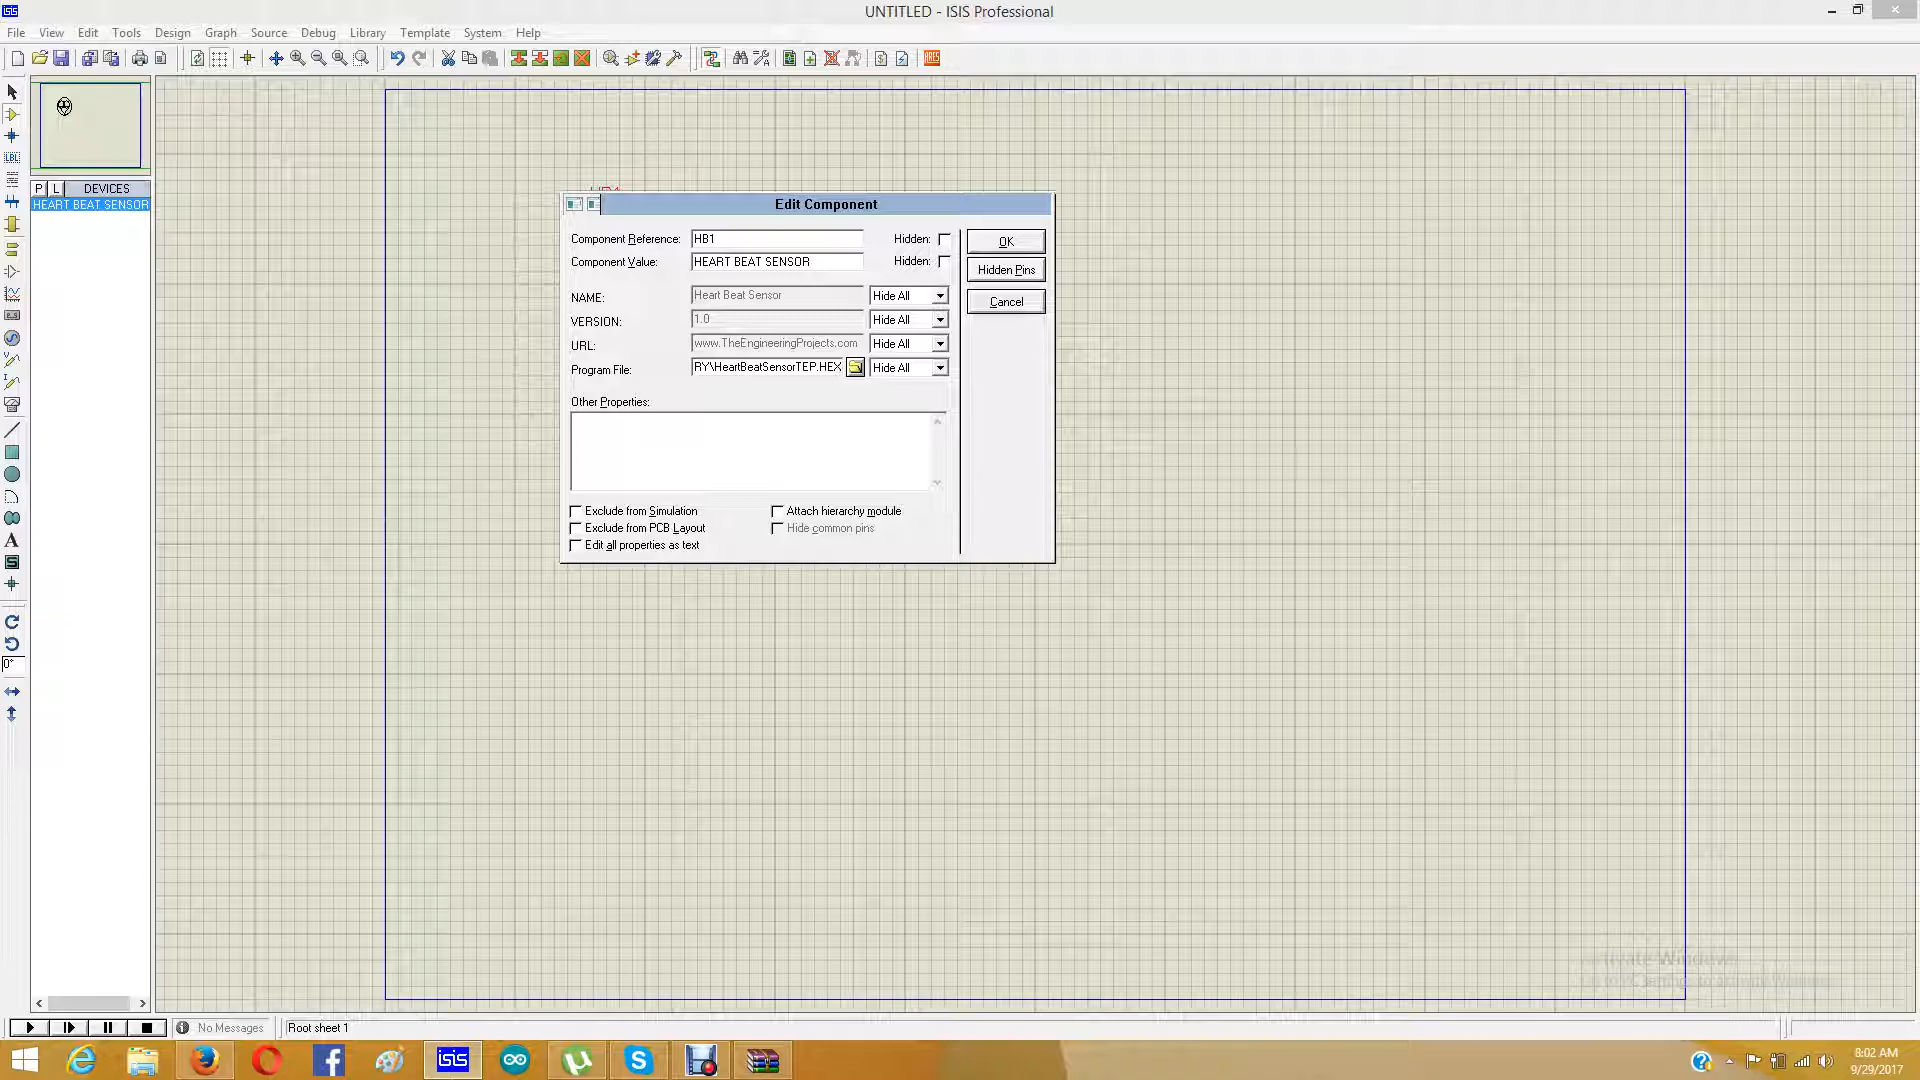 UNTITLED - ISIS Professional
File View Edit Tools Design Graph Source Debug Library Template System Help
P L DEVICES
HEART BEAT SENSOR
LBL
Edit Component
Component Reference: HB1 Hidden: OK
Component Value: HEART BEAT SENSOR Hidden: Hidden Pins
NAME: Heart Beat Sensor Hide All Cancel
VERSION: 1.0 Hide All
URL: www.TheEngineeringProjects.com Hide All
Program File: RY\HeartBeatSensorTEP.HEX Hide All
Other Properties:
Exclude from Simulation Attach hierarchy module
Exclude from PCB Layout Hide common pins
Edit all properties as text
A
S
0°
No Messages Root sheet 1
isis
8:02 AM
9/29/2017